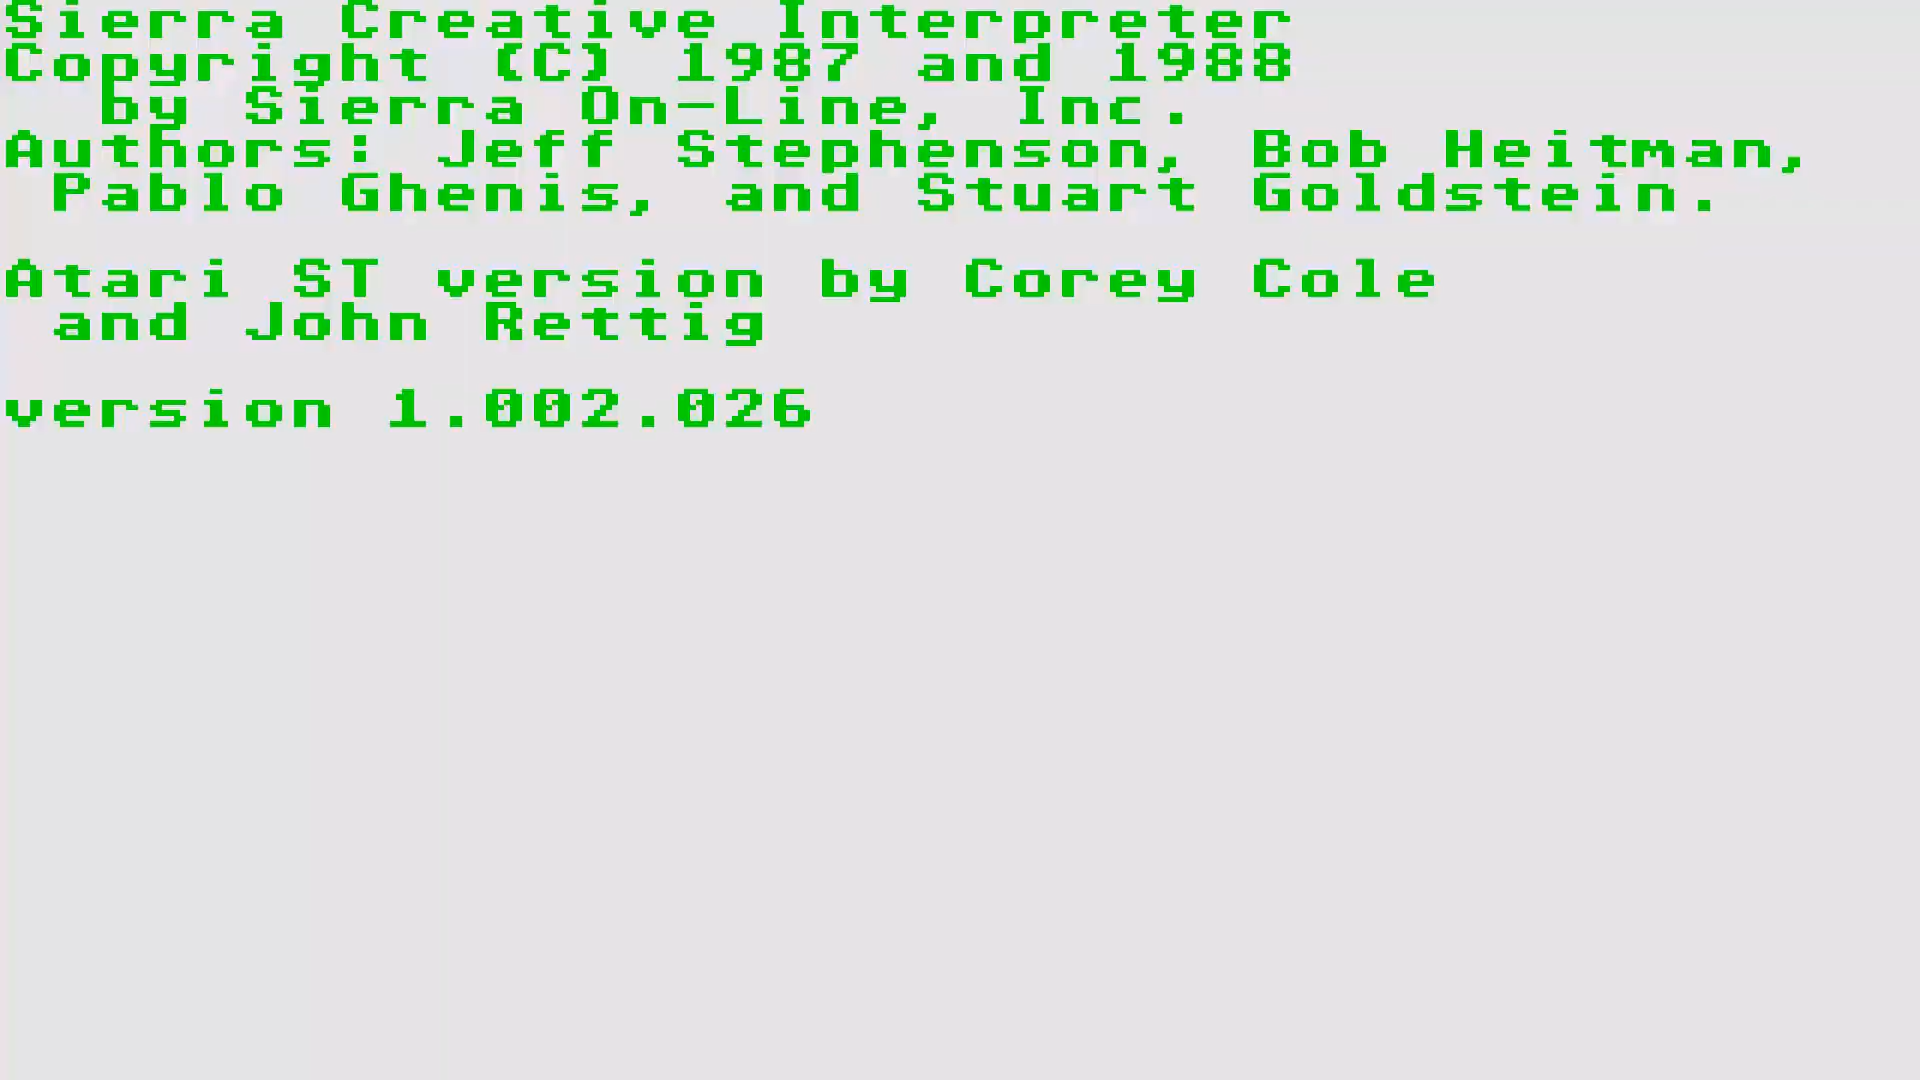 Sierra Creative Interpreter
Copyright (C) 1987 and 1988
by Sierra On-Line, Inc.
Authors: Jeff Stephenson, Bob Heitman,
Pablo Ghenis, and Stuart Goldstein.
Atari ST version by Corey Cole
and John Rettig
version 1.002.026